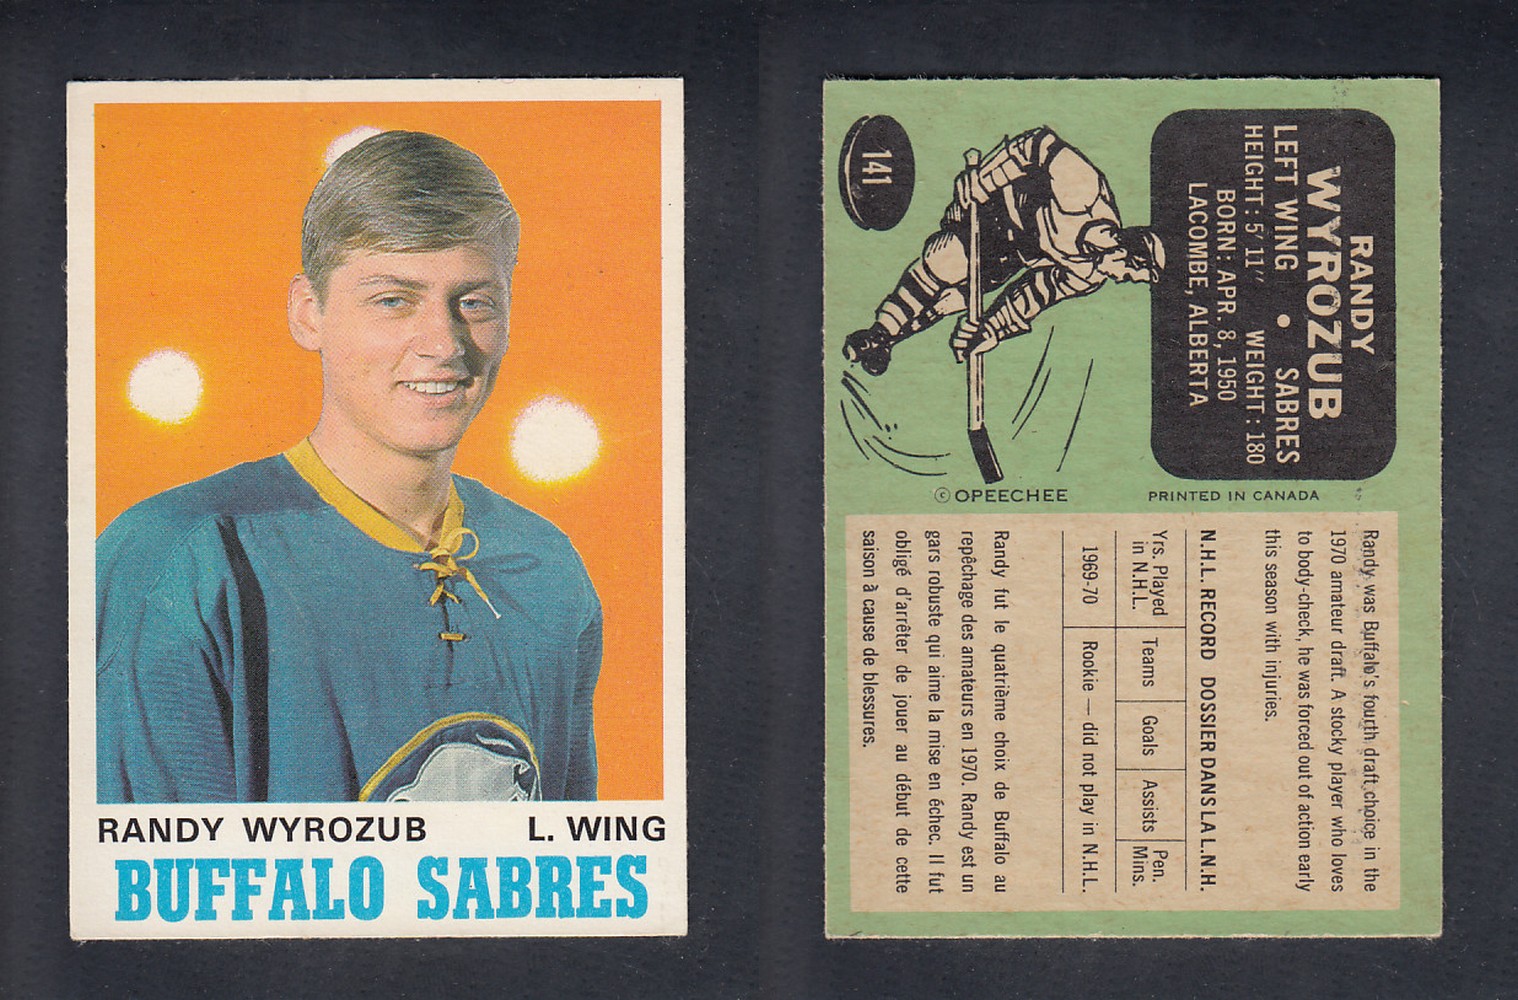 RANDY WYROZUB L. WING
BUFFALO SABRES
141
RANDY
WYROZUB
LEFT WING • SABRES
HEIGHT: 5' 11" WEIGHT: 180
BORN: APR. 8, 1950
LACOMBE, ALBERTA
© OPEECHEE PRINTED IN CANADA
Randy was Buffalo's fourth draft choice in the
1970 amateur draft. A stocky player who loves
to body-check, he was forced out of action early
this season with injuries.
N.H.L. RECORD DOSSIER DANS LA L.N.H.
Yrs. Played in N.H.L. Teams Goals Assists Pen. Mins.
1969-70 Rookie — did not play in N.H.L.
Randy fut le quatrième choix de Buffalo au
repêchage des amateurs en 1970. Randy est un
gars robuste qui aime la mise en échec. Il fut
obligé d'arrêter de jouer au début de cette
saison à cause de blessures.